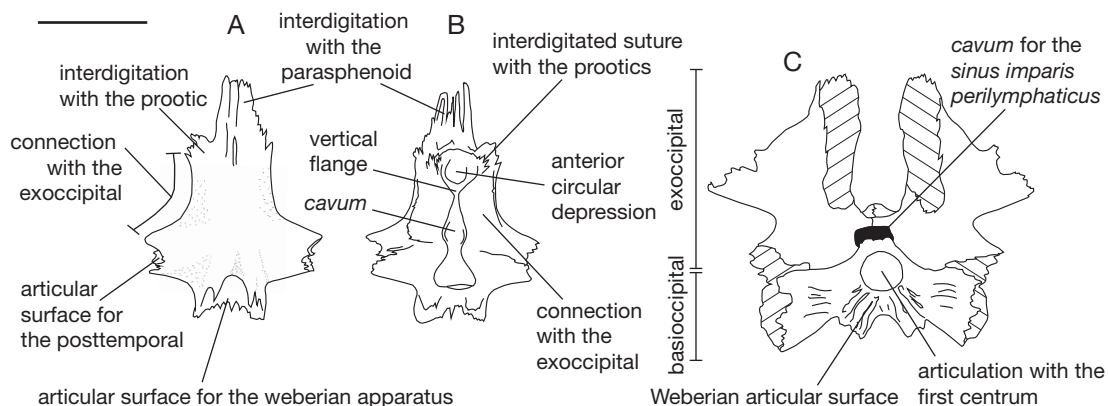 A
interdigitation
with the prootic
connection
with the
exoccipital
articular
surface for
the posttemporal
articular surface for the weberian apparatus
interdigitation
with the
parasphenoid
B
interdigitated suture
with the prootics
vertical
flange
cavum
anterior
circular
depression
connection
with the
exoccipital
C
cavum for the
sinus imparis
perilymphaticus
exoccipital
basioccipital
Weberian articular surface
articulation with the
first centrum